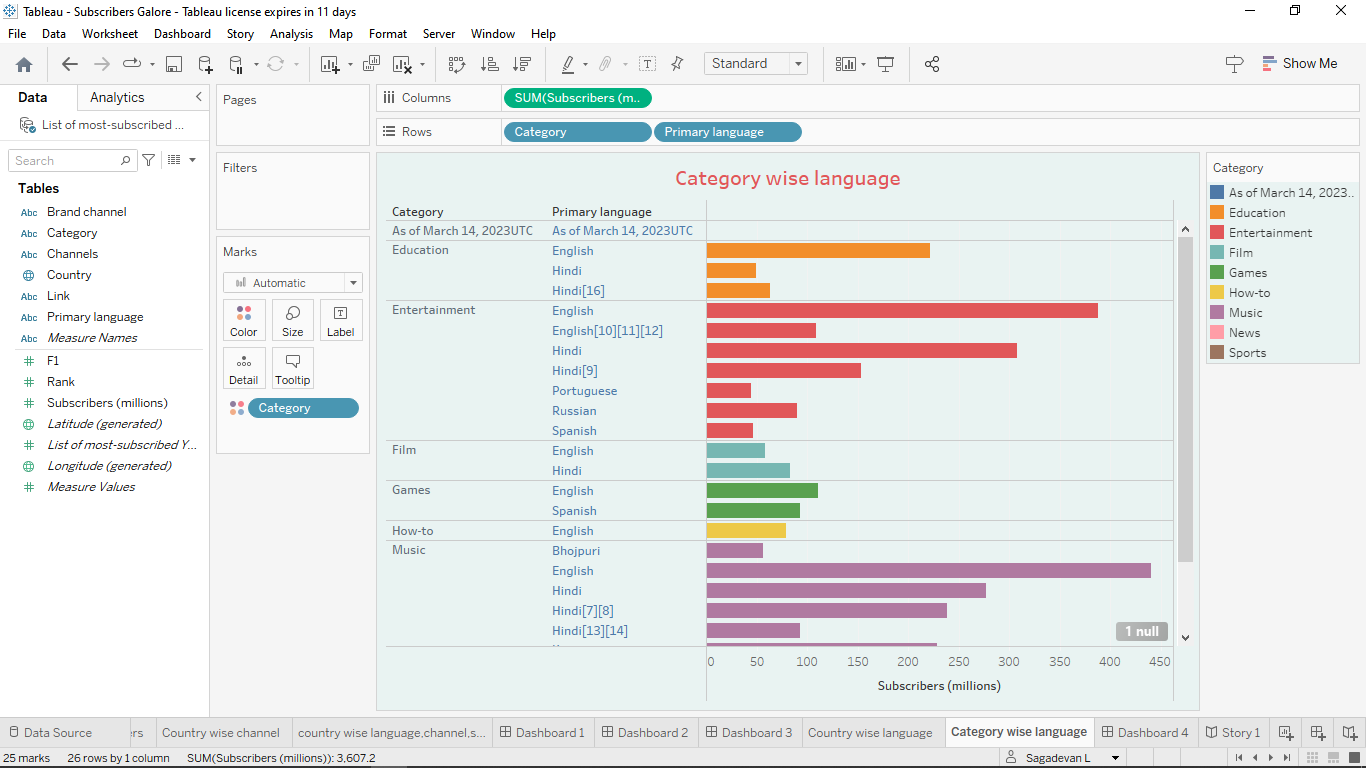 Tableau - Subscribers Galore - Tableau license expires in 11 days
File Data Worksheet Dashboard Story Analysis Map Format Server Window Help
Standard
Show Me
Data Analytics
List of most-subscribed ...
Search
Tables
Abc Brand channel
Abc Category
Abc Channels
Country
Abc Link
Abc Primary language
Abc Measure Names
F1
Rank
Subscribers (millions)
Latitude (generated)
List of most-subscribed Y...
Longitude (generated)
Measure Values
Pages
Filters
Marks
Automatic
Color Size Label
Detail Tooltip
Category
Columns SUM(Subscribers (m..
Rows Category Primary language
Category wise language
Category Primary language
As of March 14, 2023UTC As of March 14, 2023UTC
Education English
Hindi
Hindi[16]
Entertainment English
English[10][11][12]
Hindi
Hindi[9]
Portuguese
Russian
Spanish
Film English
Hindi
Games English
Spanish
How-to English
Music Bhojpuri
English
Hindi
Hindi[7][8]
Hindi[13][14]
1 null
0 50 100 150 200 250 300 350 400 450
Subscribers (millions)
Category
As of March 14, 2023..
Education
Entertainment
Film
Games
How-to
Music
News
Sports
Data Source ers Country wise channel country wise language,channel,s... Dashboard 1 Dashboard 2 Dashboard 3 Country wise language Category wise language Dashboard 4 Story 1
25 marks 26 rows by 1 column SUM(Subscribers (millions)): 3,607.2 Sagadevan L